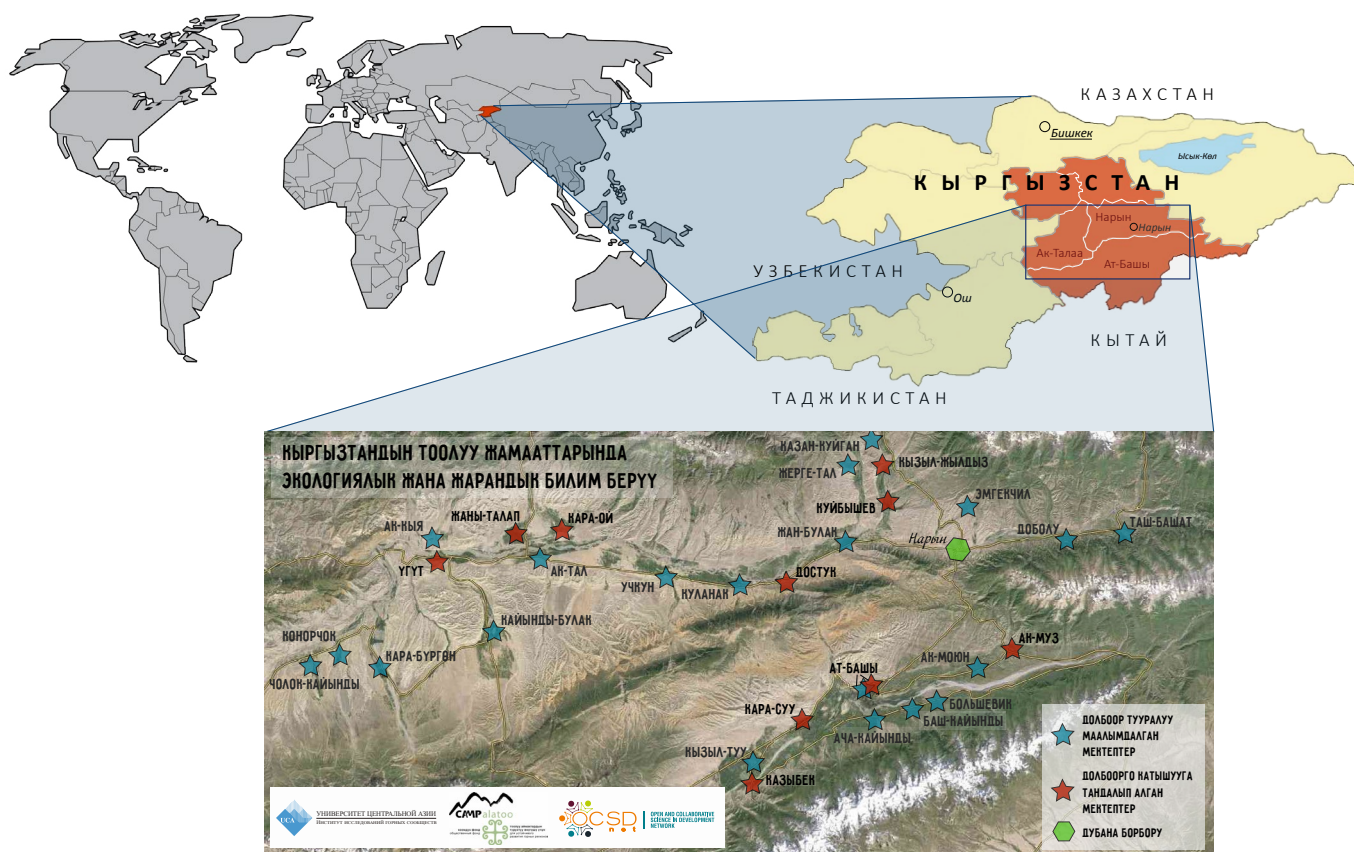 КАЗАХСТАН
Бишкек
Ысык-Көл
КЫРГЫЗСТАН
Нарын
Нарын
Ак-Талаа
Ат-Башы
УЗБЕКИСТАН
Ош
КЫТАЙ
ТАДЖИКИСТАН
КЫРГЫЗТАНДЫН ТООЛУУ ЖАМААТТАРЫНДА
ЭКОЛОГИЯЛЫК ЖАНА ЖАРАНДЫК БИЛИМ БЕРҮҮ
КАЗАН-КУЙГАН
ЖЕРГЕ-ТАЛ
КЫЗЫЛ-ЖЫЛДЫЗ
КУЙБЫШЕВ
ЭМГЕКЧИЛ
АК-КЫЯ
ЖАНЫ-ТАЛАП
КАРА-ОЙ
ЖАН-БУЛАК
Нарын
ДОБОЛУ
ТАШ-БАШАТ
ҮГҮТ
АК-ТАЛ
УЧКУН
КУЛАНАК
ДОСТУК
КАЙЫНДЫ-БУЛАК
КОНОРЧОК
ЧОЛОК-КАЙЫНДЫ
КАРА-БҮРГӨН
АК-МУЗ
АК-МОЮН
АТ-БАШЫ
БОЛЬШЕВИК
БАШ-КАЙЫНДЫ
КАРА-СУУ
АЧА-КАЙЫНДЫ
КЫЗЫЛ-ТУУ
КАЗЫБЕК
ДОЛБООР ТУУРАЛУУ
МААЛЫМДАЛГАН
МЕКТЕПТЕР
ДОЛБООРГО КАТЫШУУГА
ТАНДАЛЫП АЛГАН
МЕКТЕПТЕР
ДУБАНА БОРБОРУ
UCA
УНИВЕРСИТЕТ ЦЕНТРАЛЬНОЙ АЗИИ
ИНСТИТУТ ИССЛЕДОВАНИЙ ГОРНЫХ СООБЩЕСТВ
CAMP alatoo
OCSD
net
OPEN AND COLLABORATIVE
SCIENCE IN DEVELOPMENT
NETWORK